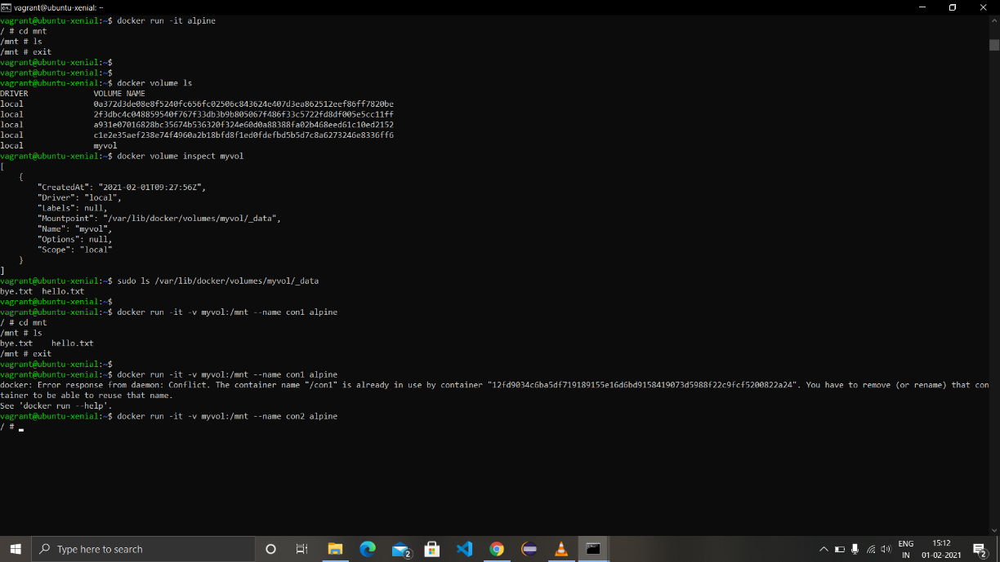 vagrant@ubuntu-xenial: ~
vagrant@ubuntu-xenial:~$ docker run -it alpine
/ # cd mnt
/mnt # ls
/mnt # exit
vagrant@ubuntu-xenial:~$
vagrant@ubuntu-xenial:~$
vagrant@ubuntu-xenial:~$ docker volume ls
DRIVER VOLUME NAME
local 0a372d3de08e8f5240fc656fc02506c843624e407d3ea862512eef86ff7820be
local 2f3dbc4c048859540f767f33db3b9b805067f486f33c5722fd8df005e5cc11ff
local a931e07016828bc35674b536320f324e60d0a88388fa02b468eed61c10ed2152
local c1e2e35aef238e74f4960a2b18bfd8f1ed0fdefbd5b5d7c8a6273246e8336ff6
local myvol
vagrant@ubuntu-xenial:~$ docker volume inspect myvol
[
{
"CreatedAt": "2021-02-01T09:27:56Z",
"Driver": "local",
"Labels": null,
"Mountpoint": "/var/lib/docker/volumes/myvol/_data",
"Name": "myvol",
"Options": null,
"Scope": "local"
}
]
vagrant@ubuntu-xenial:~$ sudo ls /var/lib/docker/volumes/myvol/_data
bye.txt hello.txt
vagrant@ubuntu-xenial:~$
vagrant@ubuntu-xenial:~$ docker run -it -v myvol:/mnt --name con1 alpine
/ # cd mnt
/mnt # ls
bye.txt hello.txt
/mnt # exit
vagrant@ubuntu-xenial:~$
vagrant@ubuntu-xenial:~$ docker run -it -v myvol:/mnt --name con1 alpine
docker: Error response from daemon: Conflict. The container name "/con1" is already in use by container "12fd9034c6ba5df719189155e16d6bd9158419073d5988f22c9fcf5200822a24". You have to remove (or rename) that con
tainer to be able to reuse that name.
See 'docker run --help'.
vagrant@ubuntu-xenial:~$ docker run -it -v myvol:/mnt --name con2 alpine
/ #
Type here to search
2
ENG
IN
15:12
01-02-2021
2